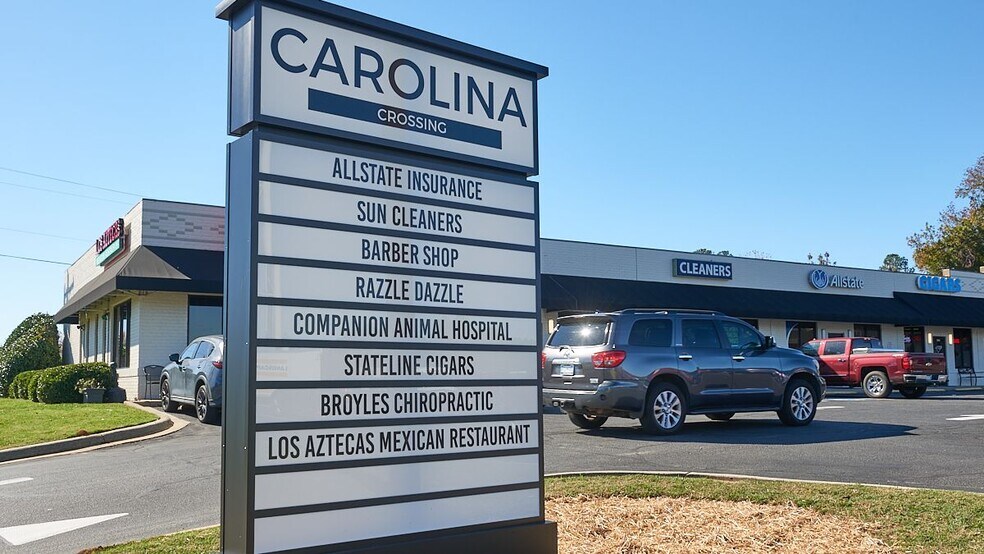 CAROLINA
CROSSING
ALLSTATE INSURANCE
SUN CLEANERS
BARBER SHOP
RAZZLE DAZZLE
COMPANION ANIMAL HOSPITAL
STATELINE CIGARS
BROYLES CHIROPRACTIC
LOS AZTECAS MEXICAN RESTAURANT
CLEANERS
Allstate
CIGARS